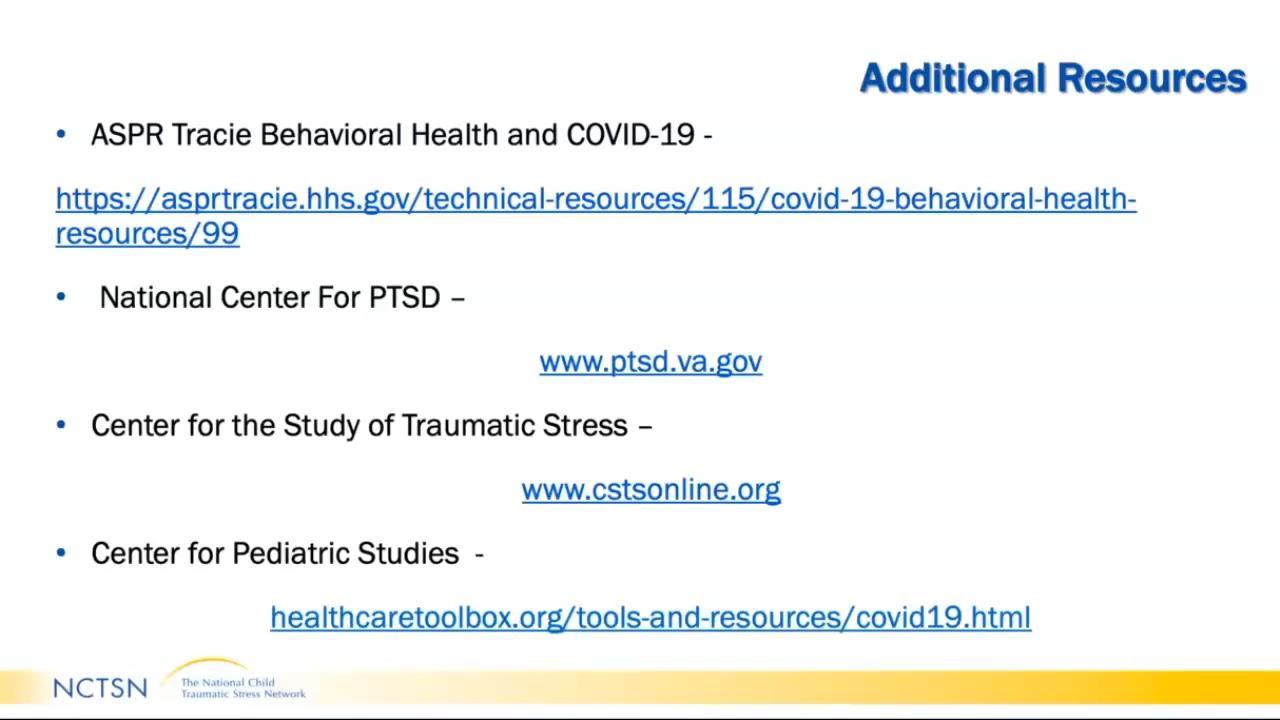 Additional Resources
• ASPR Tracie Behavioral Health and COVID-19 -
https://asprtracie.hhs.gov/technical-resources/115/covid-19-behavioral-health-
resources/99
• National Center For PTSD –
www.ptsd.va.gov
• Center for the Study of Traumatic Stress –
www.cstsonline.org
• Center for Pediatric Studies -
healthcaretoolbox.org/tools-and-resources/covid19.html
NCTSN
The National Child
Traumatic Stress Network